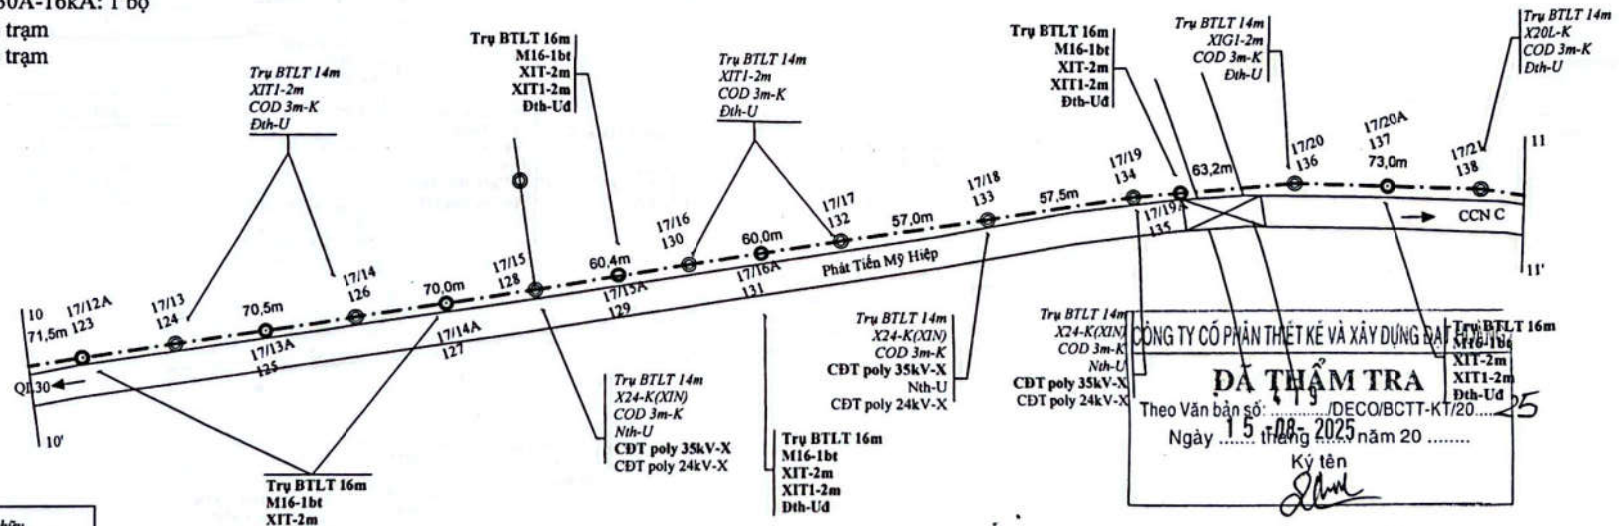 50A-16kA: 1 bộ
trạm
trạm
Trụ BTLT 14m
XIT1-2m
COD 3m-K
Đth-U
Trụ BTLT 16m
M16-1bt
XIT-2m
XIT1-2m
Đth-Uđ
Trụ BTLT 14m
XIT1-2m
COD 3m-K
Đth-U
Trụ BTLT 16m
M16-1bt
XIT-2m
XIT1-2m
Đth-Uđ
Trụ BTLT 14m
XIG1-2m
COD 3m-K
Đth-U
Trụ BTLT 14m
X20L-K
COD 3m-K
Đth-U
10
71,5m
17/12A
123
17/13
124
70,5m
17/13A
125
17/14
126
70,0m
17/14A
127
17/15
128
60,4m
17/15A
129
17/16
130
60,0m
17/16A
131
17/17
132
57,0m
17/18
133
57,5m
17/19
134
17/19A
135
63,2m
17/20
136
17/20A
137
73,0m
17/21
138
11
CCN C
11'
Phát Tiến Mỹ Hiệp
QL30
10'
Trụ BTLT 16m
M16-1bt
XIT-2m
Trụ BTLT 14m
X24-K(XIN)
COD 3m-K
Nth-U
CĐT poly 35kV-X
CĐT poly 24kV-X
Trụ BTLT 16m
M16-1bt
XIT-2m
XIT1-2m
Đth-Uđ
Trụ BTLT 14m
X24-K(XIN)
COD 3m-K
CĐT poly 35kV-X
Nth-U
CĐT poly 24kV-X
Trụ BTLT 14m
X24-K(XIN)
COD 3m-K
Nth-U
CĐT poly 35kV-X
CĐT poly 24kV-X
Trụ BTLT 16m
M16-1bt
XIT-2m
XIT1-2m
Đth-Uđ
CÔNG TY CỔ PHẦN THIẾT KẾ VÀ XÂY DỰNG ĐẠT
ĐÃ THẨM TRA
419
Theo Văn bản số: ........../DECO/BCTT-KT/20....25
Ngày ...... tháng ...... năm 20 ........
15 -08- 2025
Ký tên